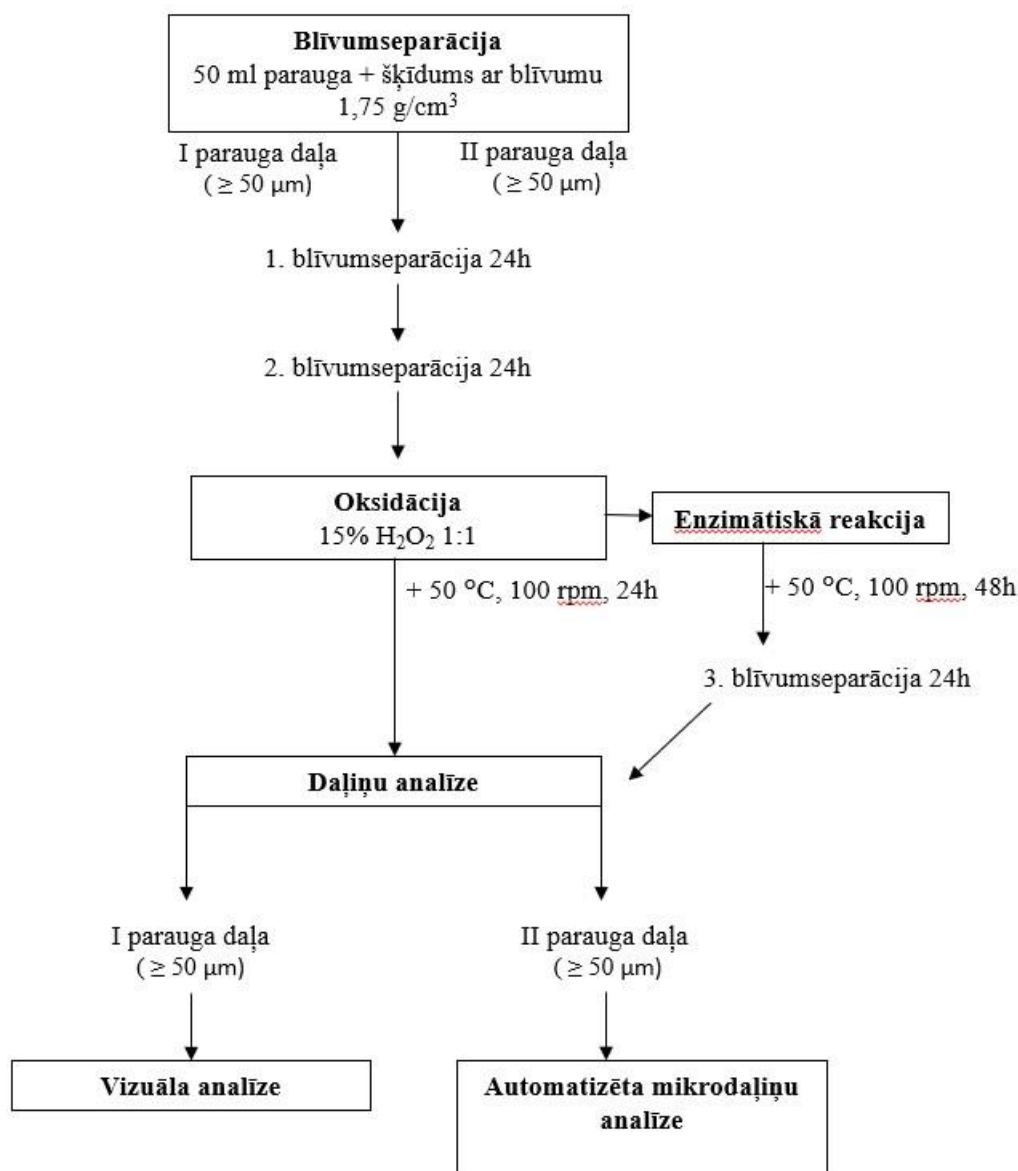 Blīvumseparācija
50 ml parauga + šķīdums ar blīvumu
1,75 g/cm³
I parauga daļa
( ≥ 50 μm)
II parauga daļa
( ≥ 50 μm)
1. blīvumseparācija 24h
2. blīvumseparācija 24h
Oksidācija
15% H₂O₂ 1:1
Enzimātiskā reakcija
+ 50 °C, 100 rpm, 24h
+ 50 °C, 100 rpm, 48h
3. blīvumseparācija 24h
Daļiņu analīze
I parauga daļa
( ≥ 50 μm)
II parauga daļa
( ≥ 50 μm)
Vizuāla analīze
Automatizēta mikrodaļiņu
analīze